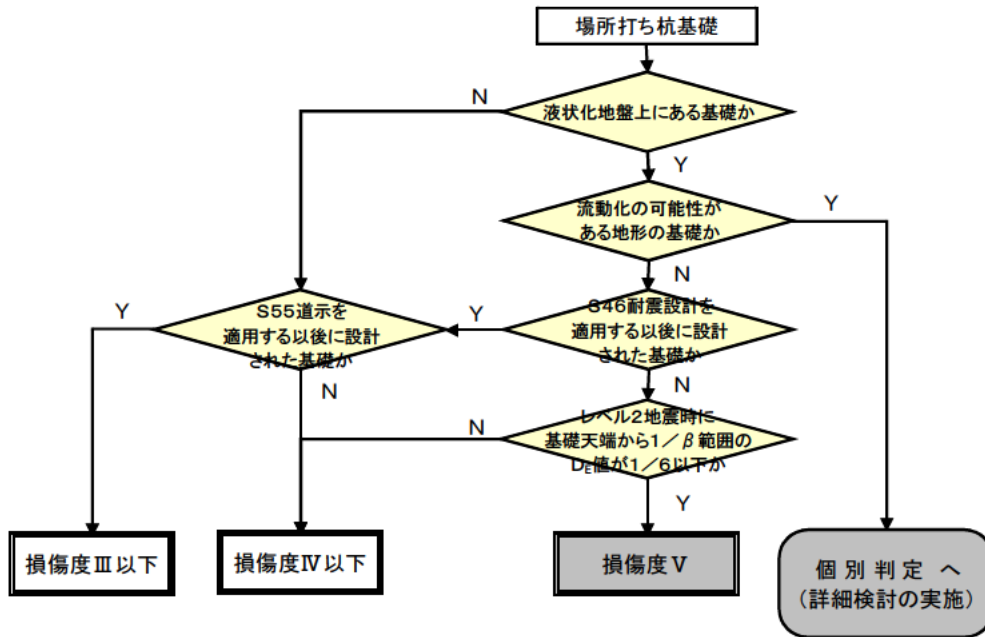 場所打ち杭基礎
N
液状化地盤上にある基礎か
Y
流動化の可能性が
ある地形の基礎か
Y
N
Y
S55道示を
適用する以後に設計
された基礎か
Y
S46耐震設計を
適用する以後に設計
された基礎か
N
N
N
レベル2地震時に
基礎天端から1/β範囲の
DE値が1/6以下か
Y
損傷度Ⅲ以下
損傷度Ⅳ以下
損傷度Ⅴ
個別判定へ
(詳細検討の実施)